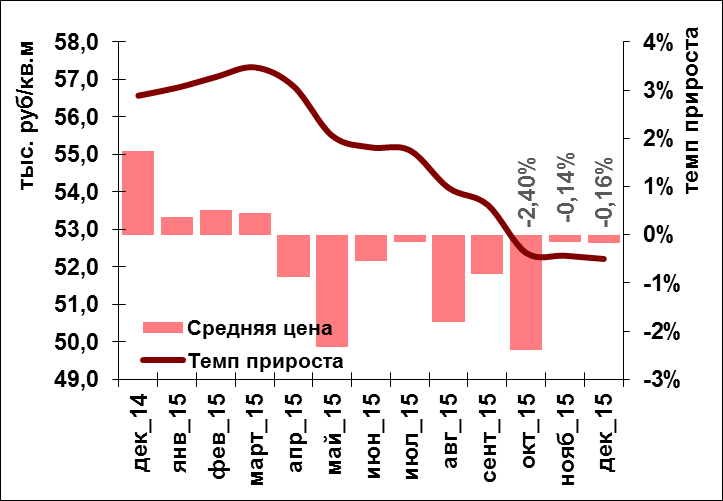 тыс. руб/кв.м
58,0
57,0
56,0
55,0
54,0
53,0
52,0
51,0
50,0
49,0
4%
3%
2%
1%
0%
-1%
-2%
-3%
темп прироста
-2,40%
-0,14%
-0,16%
Средняя цена
Темп прироста
дек_14
янв_15
фев_15
март_15
апр_15
май_15
июн_15
июл_15
авг_15
сент_15
окт_15
нояб_15
дек_15